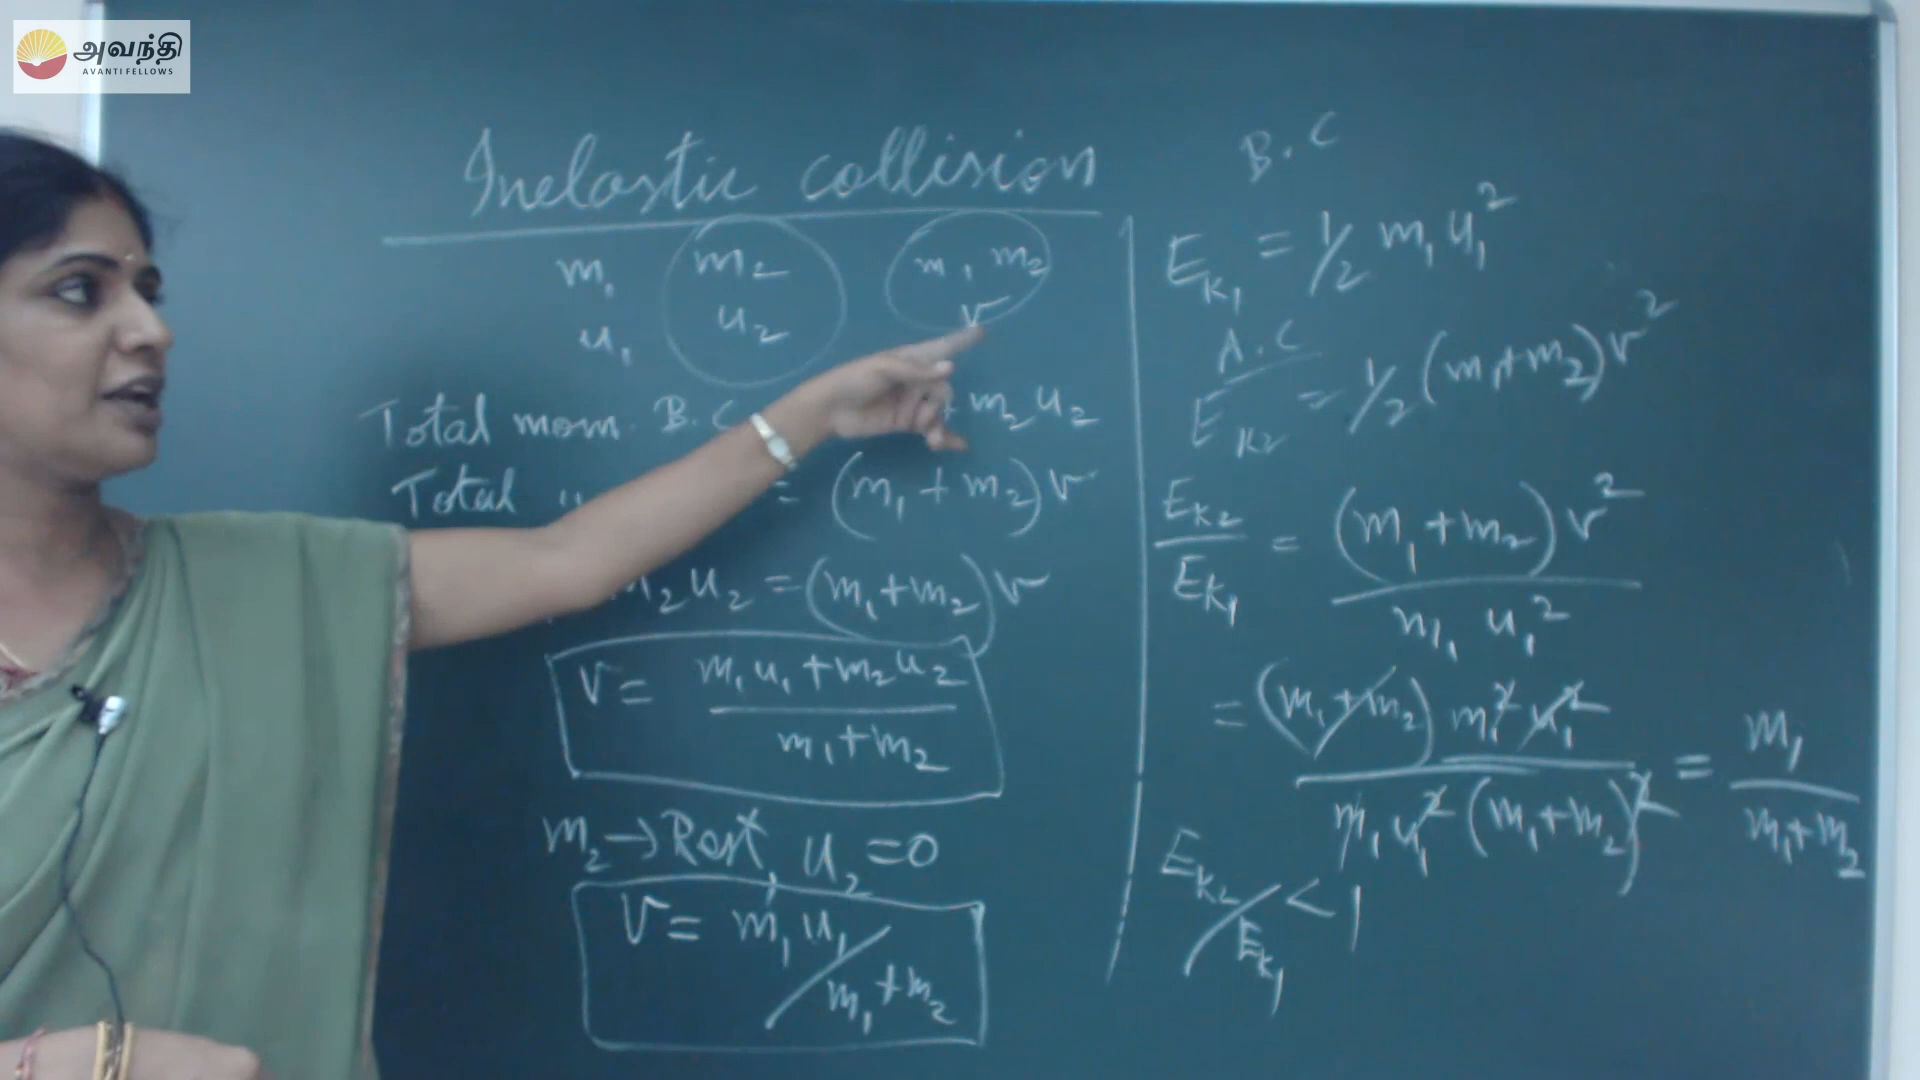 அவந்தி
AVANTI FELLOWS
Inelastic collision
m₁ m₂ m₁ m₂
u₁ u₂ v
Total mom. B.C + m₂u₂
Total " = (m₁+m₂)v
m₂u₂ = (m₁+m₂)v
v = m₁u₁+m₂u₂ / m₁+m₂
m₂ → Rest, u₂ = 0
v = m₁u₁ / m₁+m₂
B.C
E_K₁ = 1/2 m₁u₁²
A.C
E_K₂ = 1/2 (m₁+m₂)v²
E_K₂ / E_K₁ = (m₁+m₂)v² / m₁u₁²
= (m₁+m₂) m₁²u₁² / m₁u₁²(m₁+m₂)² = m₁ / m₁+m₂
E_K₂ / E_K₁ < 1